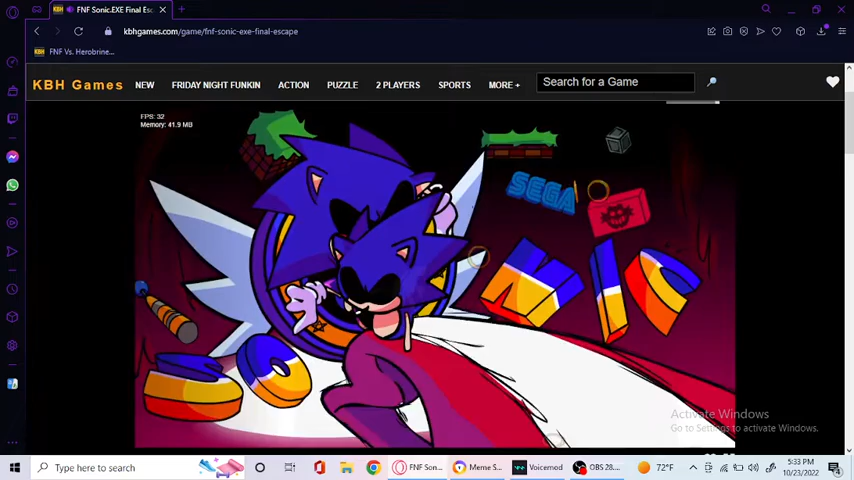 FNF Sonic.EXE Final Esc
kbhgames.com/game/fnf-sonic-exe-final-escape
FNF Vs. Herobrine...
KBH Games NEW FRIDAY NIGHT FUNKIN ACTION PUZZLE 2 PLAYERS SPORTS MORE + Search for a Game
FPS: 32
Memory: 41.9 MB
SEGA
Activate Windows
Go to Settings to activate Windows.
Type here to search FNF Son... Meme S... Voicemod OBS 28.... 72°F 5:33 PM
10/23/2022
4